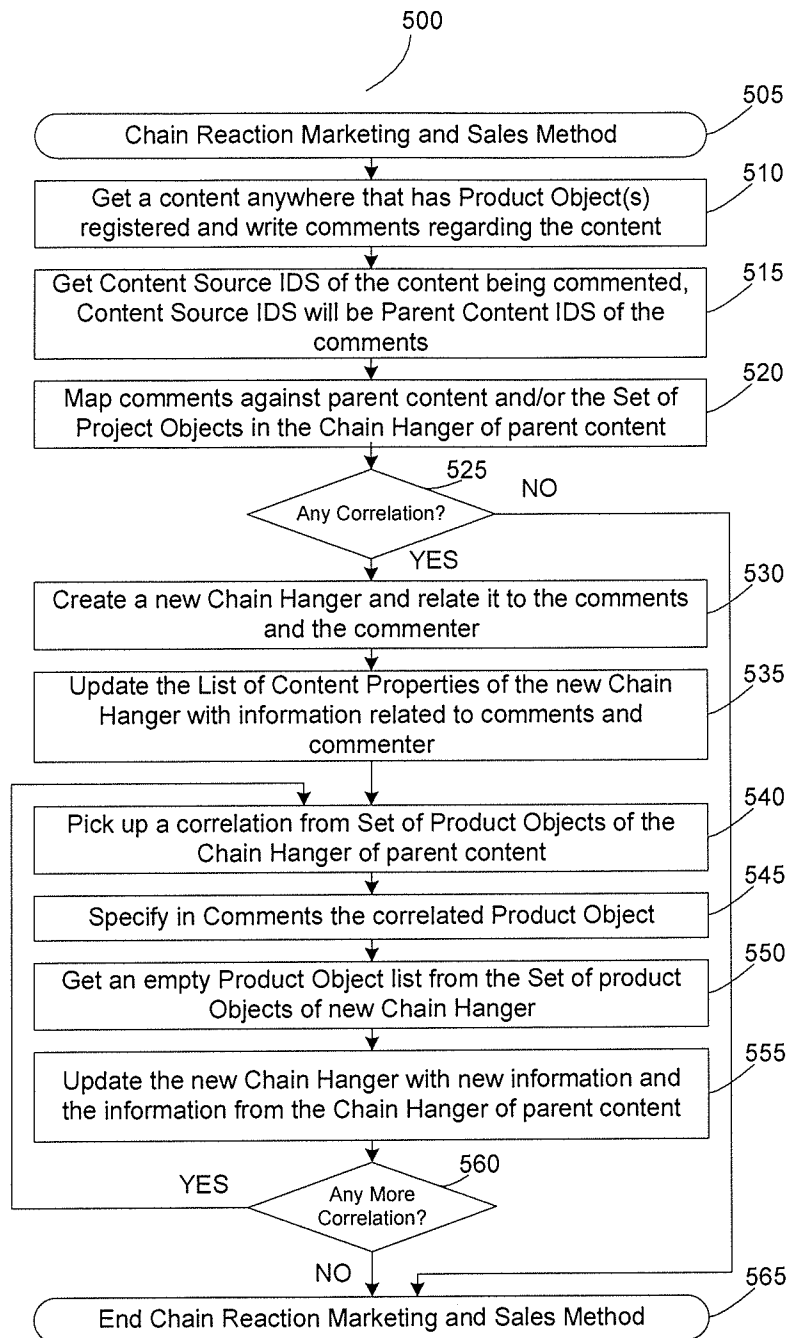 500
505
Chain Reaction Marketing and Sales Method
510
Get a content anywhere that has Product Object(s)
registered and write comments regarding the content
515
Get Content Source IDS of the content being commented,
Content Source IDS will be Parent Content IDS of the
comments
520
Map comments against parent content and/or the Set of
Project Objects in the Chain Hanger of parent content
525
NO
Any Correlation?
YES
530
Create a new Chain Hanger and relate it to the comments
and the commenter
535
Update the List of Content Properties of the new Chain
Hanger with information related to comments and
commenter
540
Pick up a correlation from Set of Product Objects of the
Chain Hanger of parent content
545
Specify in Comments the correlated Product Object
550
Get an empty Product Object list from the Set of product
Objects of new Chain Hanger
555
Update the new Chain Hanger with new information and
the information from the Chain Hanger of parent content
560
YES
Any More
Correlation?
NO
565
End Chain Reaction Marketing and Sales Method